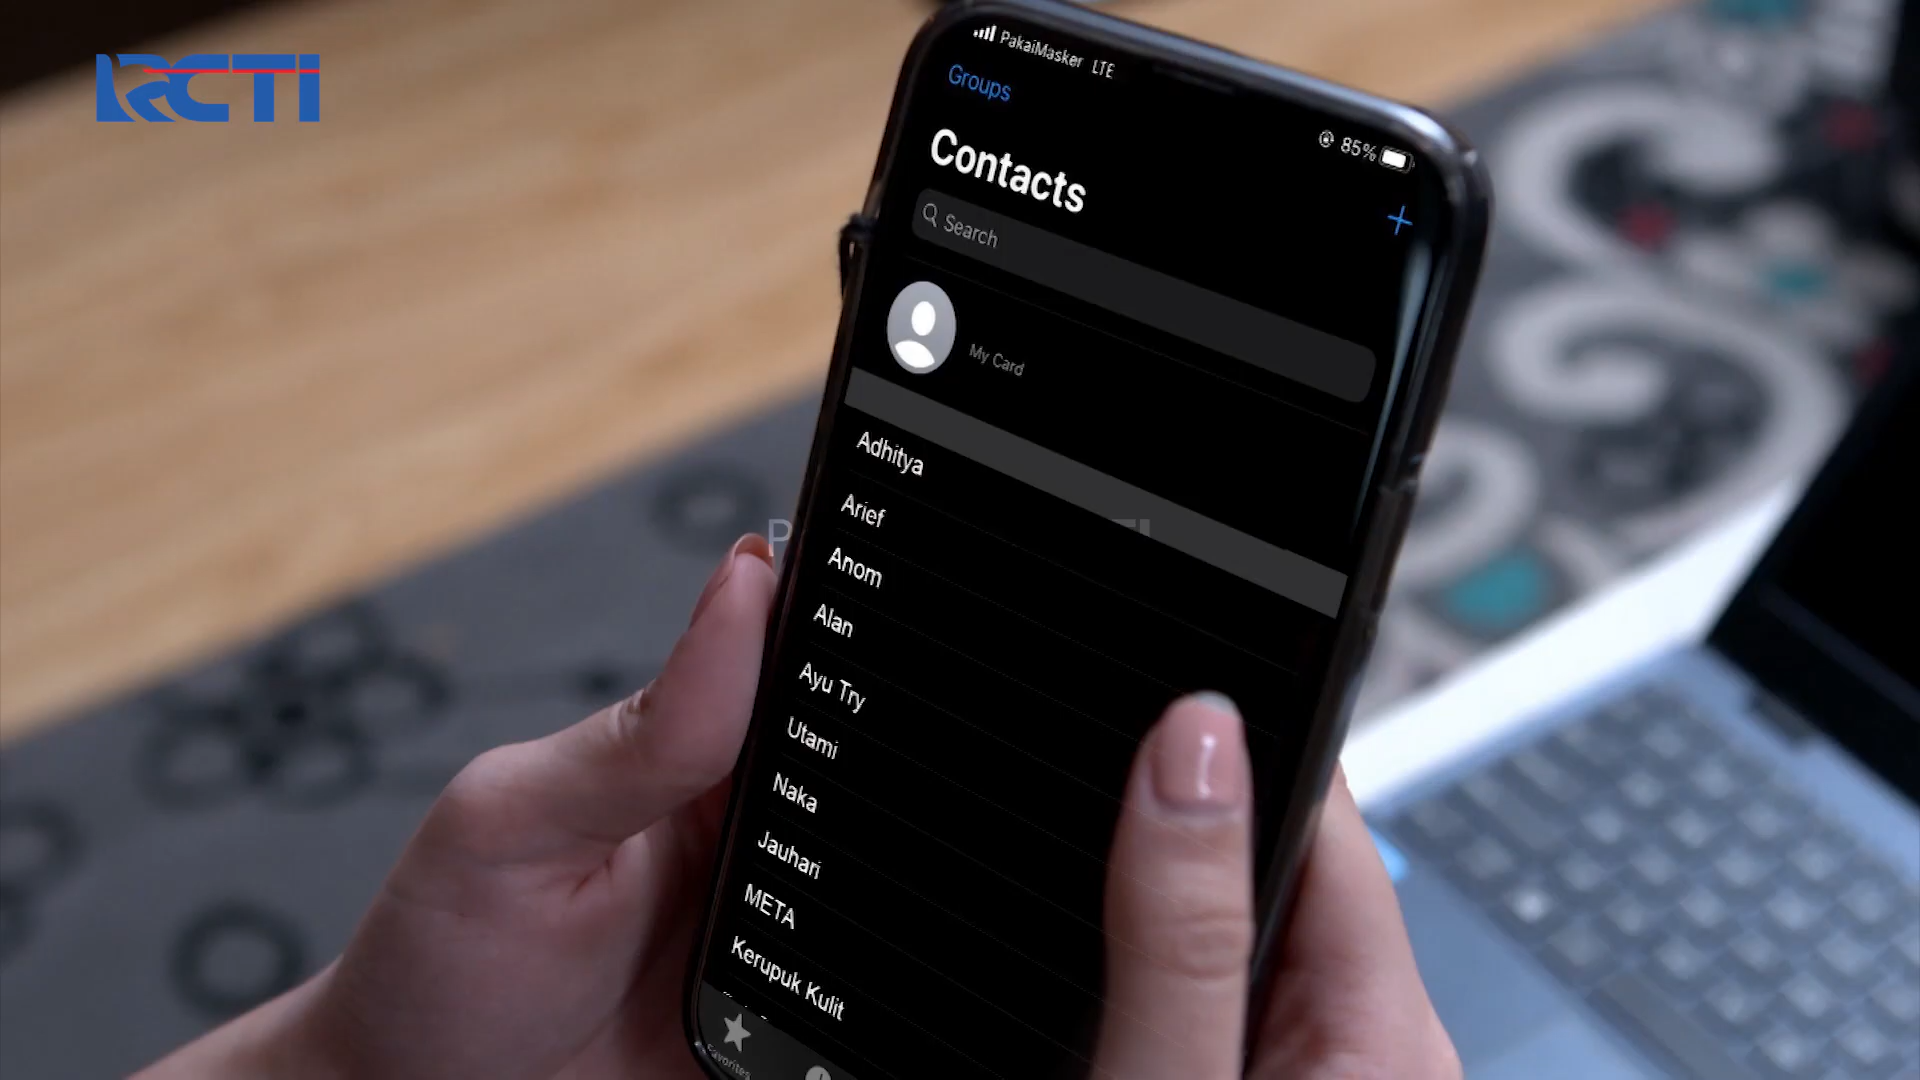 RCTI
PakaiMasker LTE
85%
Groups
Contacts
Search
My Card
Adhitya
Arief
Anom
Alan
Ayu Try
Utami
Naka
Jauhari
META
Kerupuk Kulit
Favorites